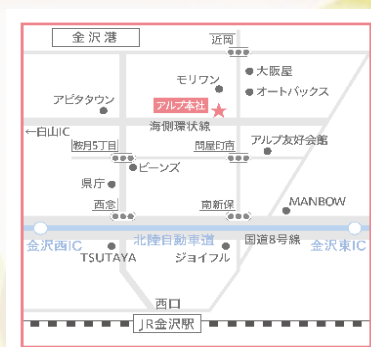 金沢港
近岡
大阪屋
モリワン
オートバックス
アピタタウン
アルプ本社
←白山IC
海側環状線
鞍月5丁目
問屋町南
アルプ友好会館
ビーンズ
県庁
西念
南新保
MANBOW
金沢西IC
北陸自動車道
国道8号線
金沢東IC
TSUTAYA
ジョイフル
西口
JR金沢駅